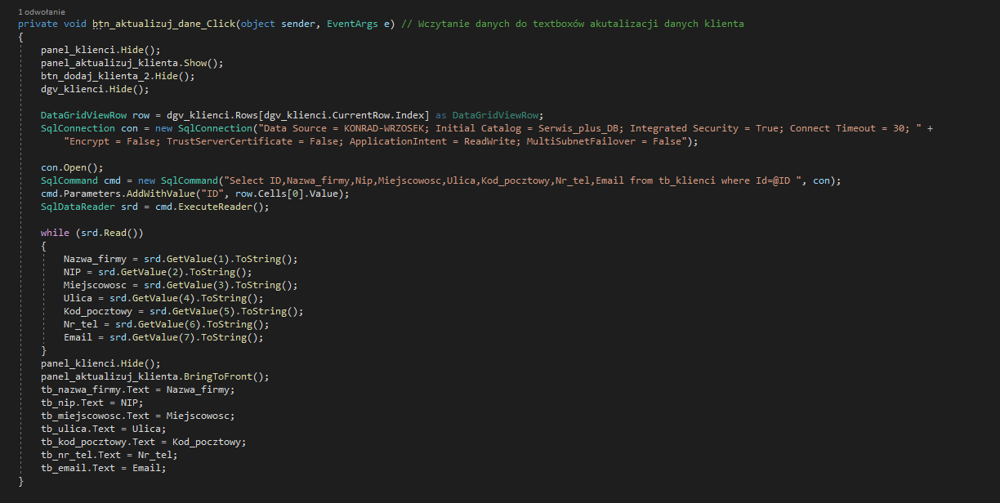 1 odwołanie
private void btn_aktualizuj_dane_Click(object sender, EventArgs e) // Wczytanie danych do textboxów akutalizacji danych klienta
{
panel_klienci.Hide();
panel_aktualizuj_klienta.Show();
btn_dodaj_klienta_2.Hide();
dgv_klienci.Hide();
DataGridViewRow row = dgv_klienci.Rows[dgv_klienci.CurrentRow.Index] as DataGridViewRow;
SqlConnection con = new SqlConnection("Data Source = KONRAD-WRZOSEK; Initial Catalog = Serwis_plus_DB; Integrated Security = True; Connect Timeout = 30; " +
"Encrypt = False; TrustServerCertificate = False; ApplicationIntent = ReadWrite; MultiSubnetFailover = False");
con.Open();
SqlCommand cmd = new SqlCommand("Select ID,Nazwa_firmy,Nip,Miejscowosc,Ulica,Kod_pocztowy,Nr_tel,Email from tb_klienci where Id=@ID ", con);
cmd.Parameters.AddWithValue("ID", row.Cells[0].Value);
SqlDataReader srd = cmd.ExecuteReader();
while (srd.Read())
{
Nazwa_firmy = srd.GetValue(1).ToString();
NIP = srd.GetValue(2).ToString();
Miejscowosc = srd.GetValue(3).ToString();
Ulica = srd.GetValue(4).ToString();
Kod_pocztowy = srd.GetValue(5).ToString();
Nr_tel = srd.GetValue(6).ToString();
Email = srd.GetValue(7).ToString();
}
panel_klienci.Hide();
panel_aktualizuj_klienta.BringToFront();
tb_nazwa_firmy.Text = Nazwa_firmy;
tb_nip.Text = NIP;
tb_miejscowosc.Text = Miejscowosc;
tb_ulica.Text = Ulica;
tb_kod_pocztowy.Text = Kod_pocztowy;
tb_nr_tel.Text = Nr_tel;
tb_email.Text = Email;
}